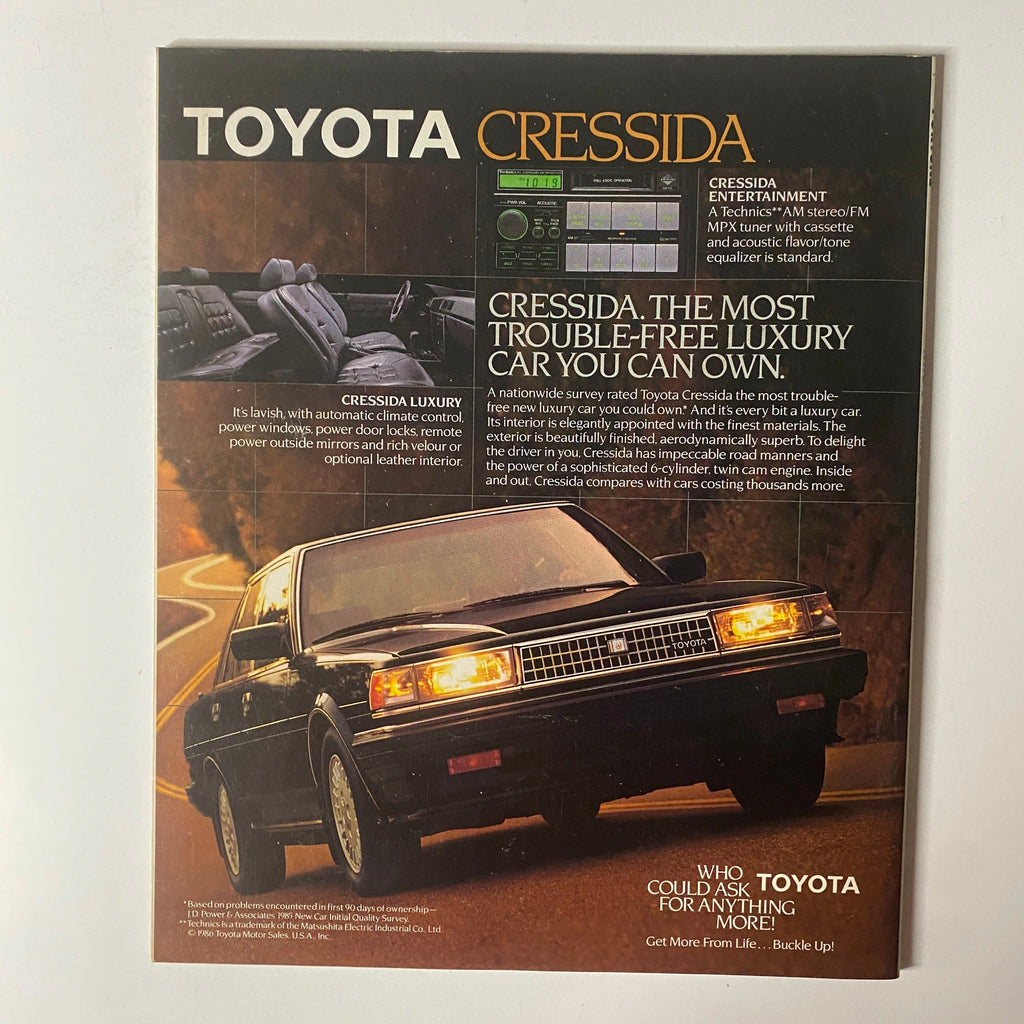 TOYOTA CRESSIDA
1019
FULL LOGIC OPERATION
PWR-VOL ACOUSTIC
CRESSIDA
ENTERTAINMENT
A Technics** AM stereo/FM
MPX tuner with cassette
and acoustic flavor/tone
equalizer is standard.
CRESSIDA LUXURY
It's lavish, with automatic climate control,
power windows, power door locks, remote
power outside mirrors and rich velour or
optional leather interior.
CRESSIDA. THE MOST
TROUBLE-FREE LUXURY
CAR YOU CAN OWN.
A nationwide survey rated Toyota Cressida the most trouble-
free new luxury car you could own.* And it's every bit a luxury car.
Its interior is elegantly appointed with the finest materials. The
exterior is beautifully finished, aerodynamically superb. To delight
the driver in you, Cressida has impeccable road manners and
the power of a sophisticated 6-cylinder, twin cam engine. Inside
and out, Cressida compares with cars costing thousands more.
TOYOTA
*Based on problems encountered in first 90 days of ownership—
J.D. Power & Associates 1985 New Car Initial Quality Survey.
**Technics is a trademark of the Matsushita Electric Industrial Co. Ltd.
© 1986 Toyota Motor Sales, U.S.A., Inc.
WHO
COULD ASK
FOR ANYTHING
MORE!
TOYOTA
Get More From Life...Buckle Up!